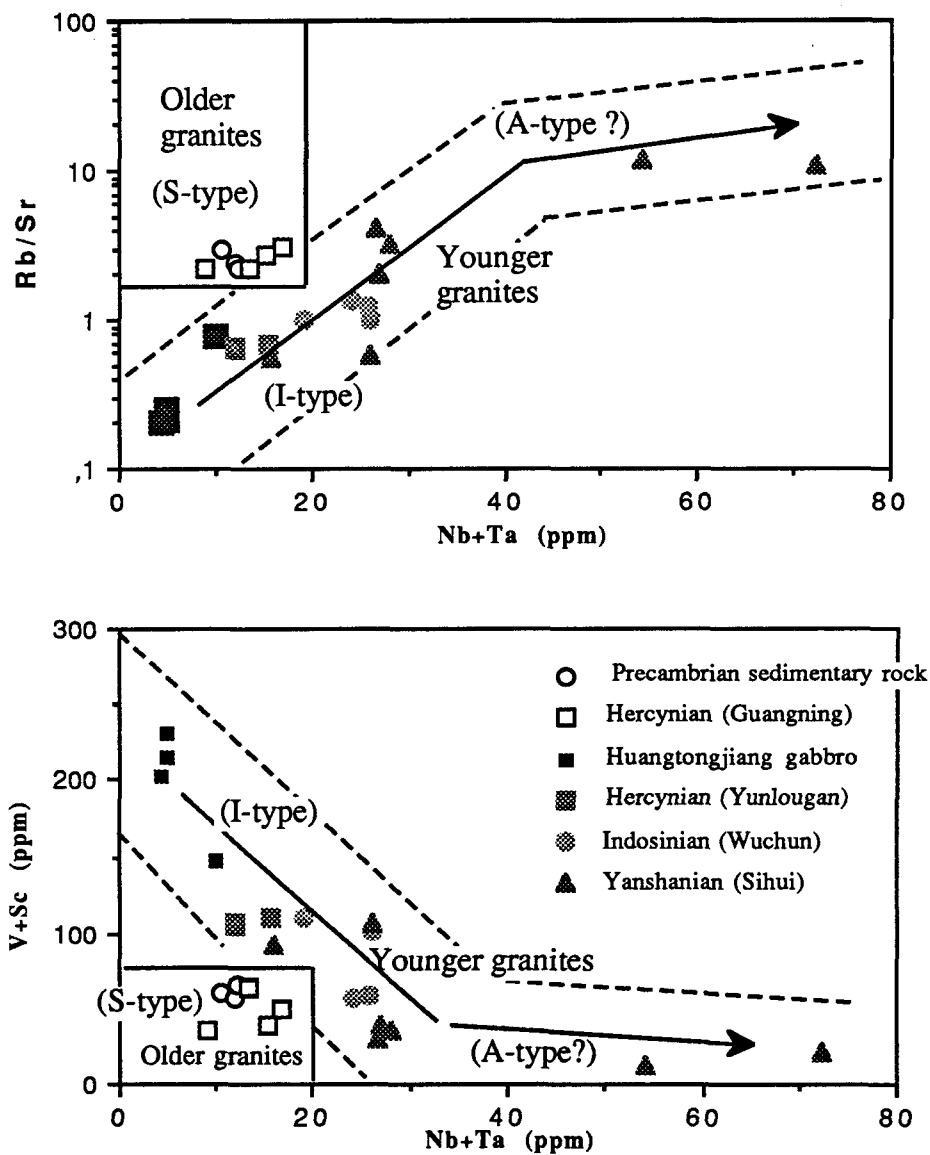 100
Older
granites
(S-type)
(A-type ?)
10
Rb/Sr
Younger
granites
1
(I-type)
,1
0
20
40
60
80
Nb+Ta (ppm)
300
Precambrian sedimentary rock
Hercynian (Guangning)
Huangtongjiang gabbro
200
(I-type)
Hercynian (Yunlougan)
Indosinian (Wuchun)
Yanshanian (Sihui)
V+Sc (ppm)
100
Younger granites
(S-type)
Older granites
(A-type?)
0
0
20
40
60
80
Nb+Ta (ppm)